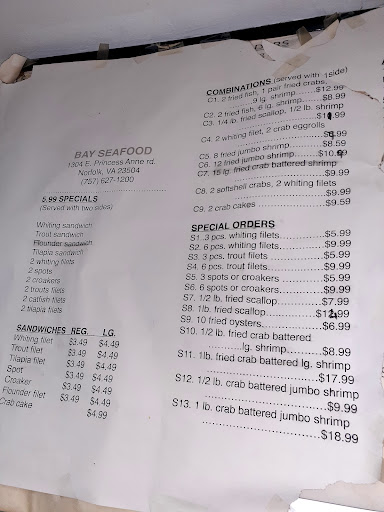 BAY SEAFOOD
1304 E. Princess Anne rd.
Norfolk, VA 23504
(757) 627-1200
5.99 SPECIALS
(Served with two sides)
Whiting sandwich
Trout sandwich
Flounder sandwich
Tilapia sandwich
2 whiting filets
2 spots
2 croakers
2 trouts filets
2 catfish filets
2 tilapia filets
SANDWICHES REG. LG.
Whiting filet $3.49 $4.49
Trout filet $3.49 $4.49
Tilapia filet $3.49 $4.49
Spot $3.49 $4.49
Croaker $3.49 $4.49
Flounder filet $3.49 $4.49
Crab cake $4.99
COMBINATIONS (served with 1side)
C1. 2 fried fish, 1 pair fried crabs,
9 lg. shrimp.....$12.99
C2. 2 fried fish, 6 lg. shrimp.....$8.99
C3. 1/4 lb. fried scallop, 1/2 lb. shrimp
C4. 2 whiting filet, 2 crab eggrolls
C5. 8 fried jumbo shrimp......$8.59
C6. 12 fried jumbo shrimp......
C7. 15 lg. fried crab battered shrimp
$9.99
C8. 2 softshell crabs, 2 whiting filets
$9.99
C9. 2 crab cakes $9.59
SPECIAL ORDERS
S1. 3 pcs. whiting filets.........$5.99
S2. 6 pcs. whiting filets.........$9.99
S3. 3 pcs. trout filets...........$5.99
S4. 6 pcs. trout filets...........$9.99
S5. 3 spots or croakers.......$5.99
S6. 6 spots or croakers.......$9.99
S7. 1/2 lb. fried scallop........$7.99
S8. 1lb. fried scallop............
S9. 10 fried oysters.............$6.99
S10. 1/2 lb. fried crab battered
lg. shrimp.........$8.99
S11. 1lb. fried crab battered lg. shrimp
$17.99
S12. 1/2 lb. crab battered jumbo shrimp
$9.99
S13. 1 lb. crab battered jumbo shrimp
$18.99